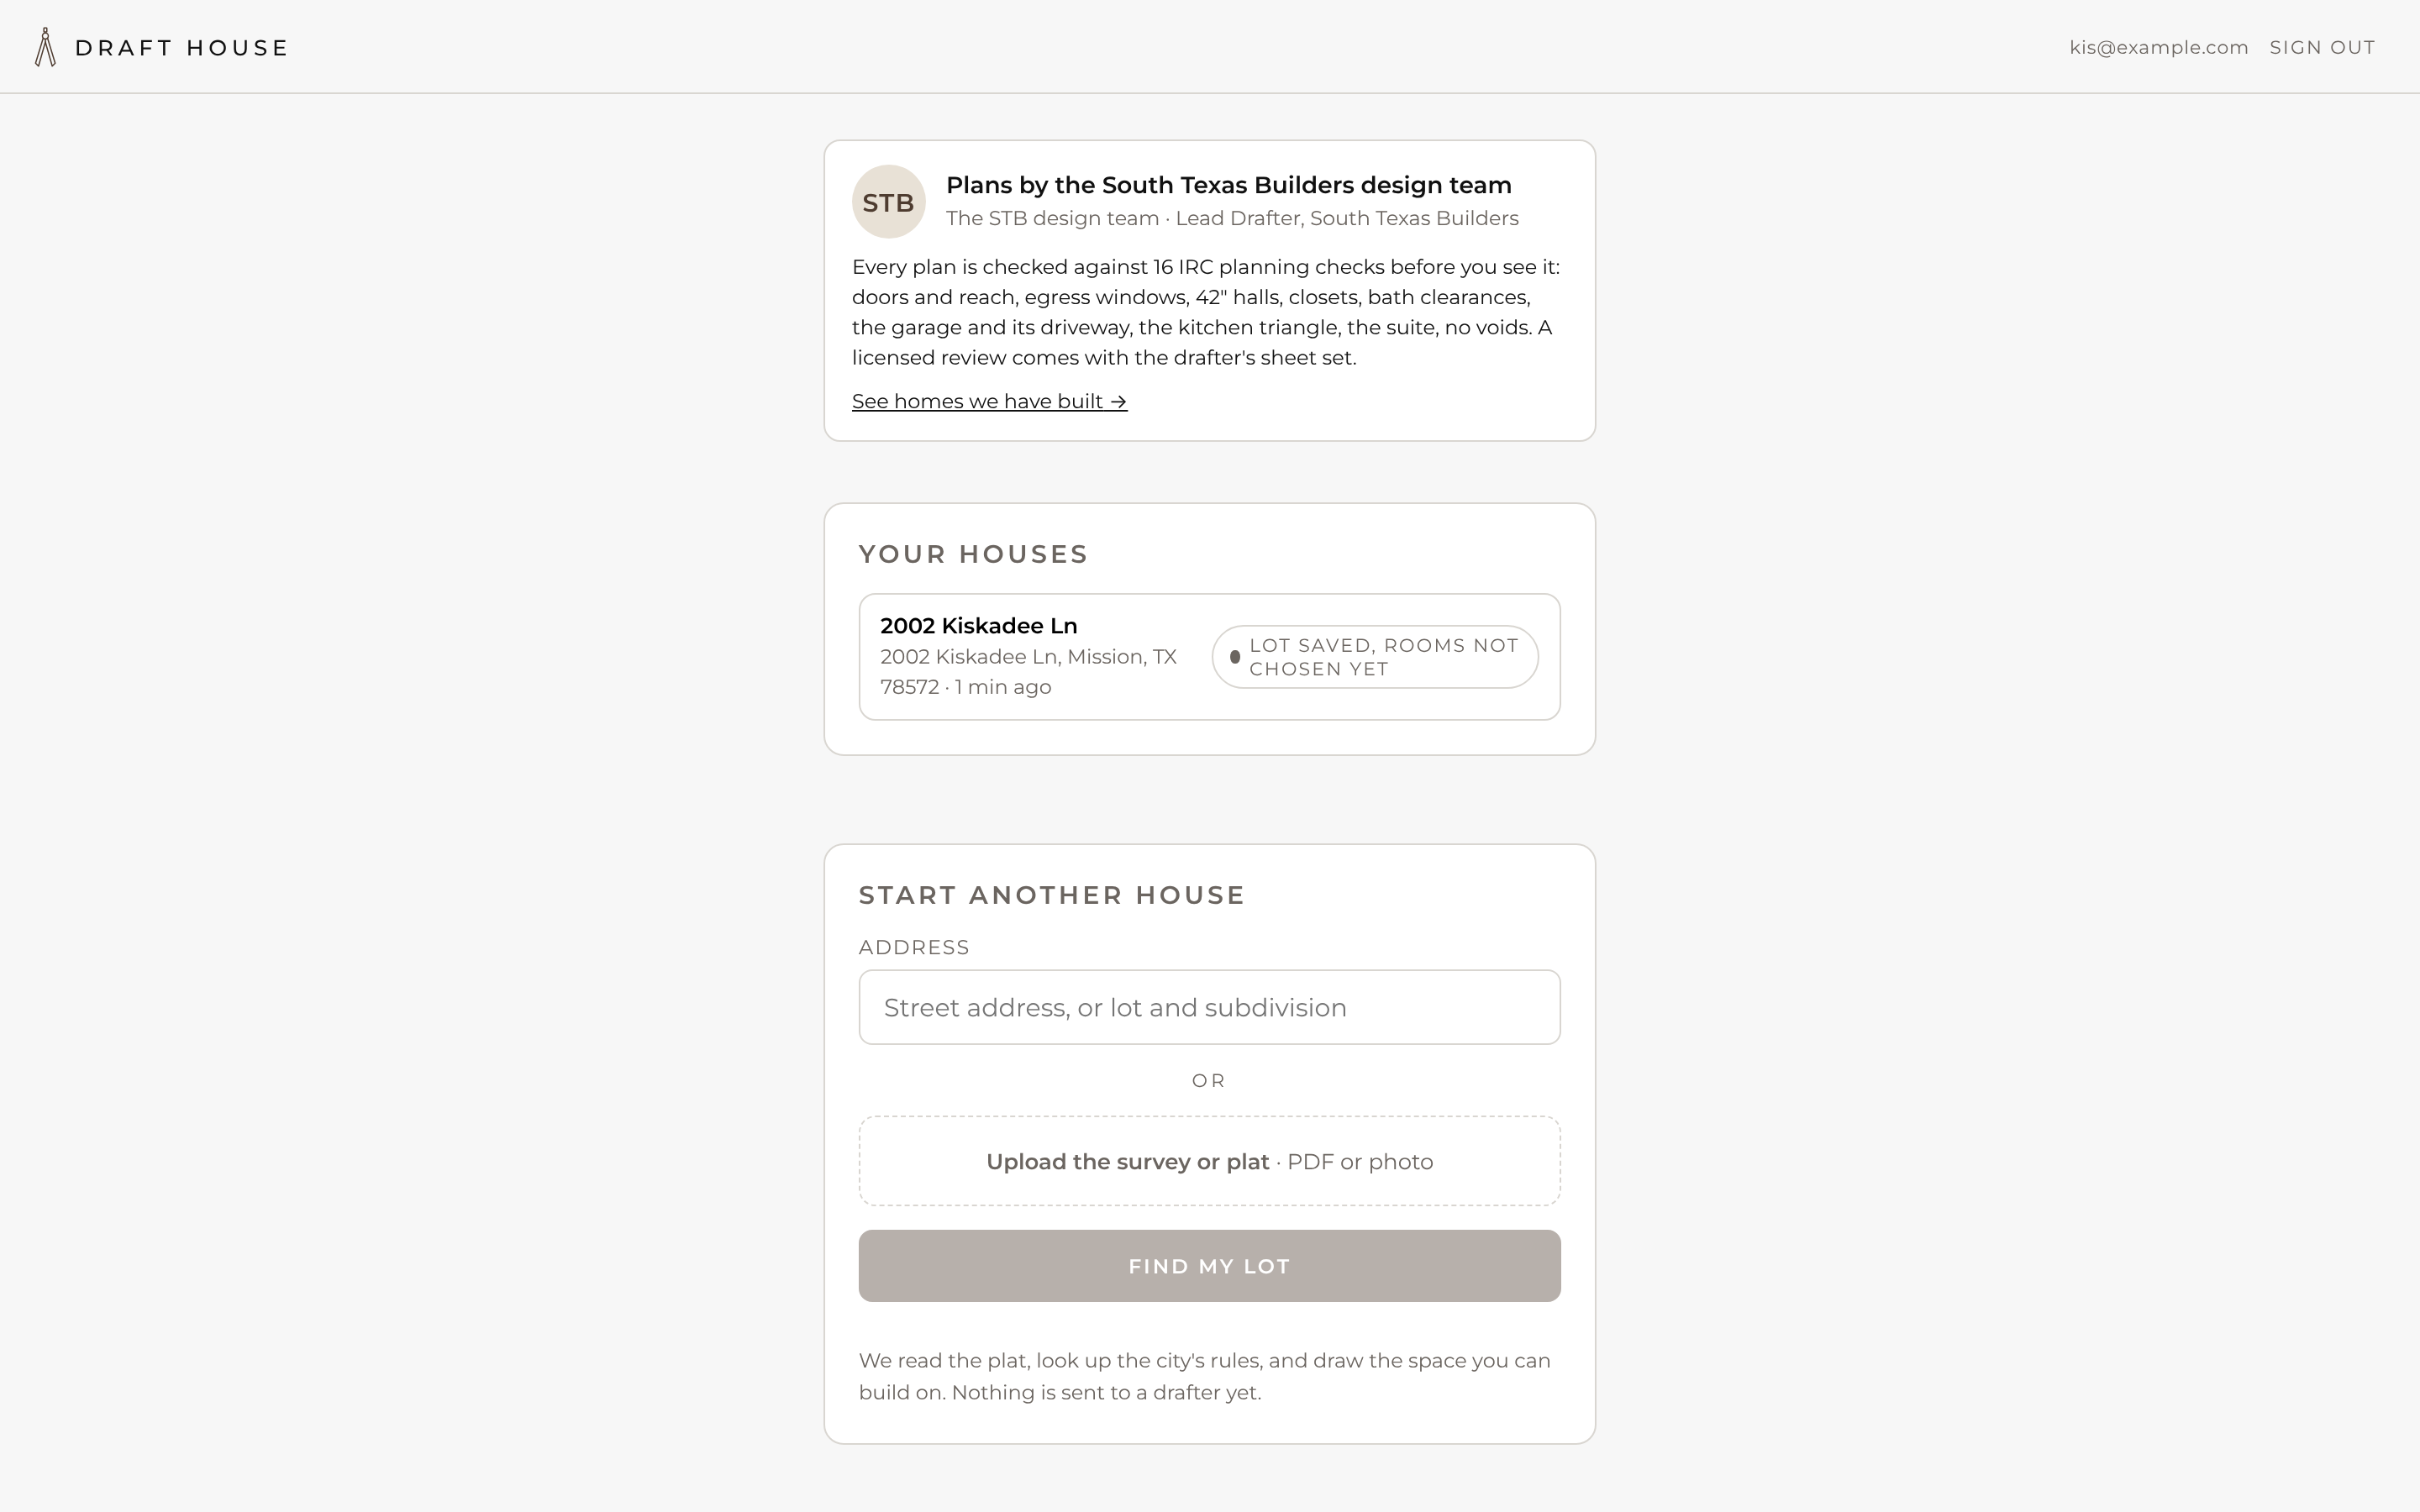 DRAFT HOUSE
kis@example.com SIGN OUT
STB
Plans by the South Texas Builders design team
The STB design team · Lead Drafter, South Texas Builders
Every plan is checked against 16 IRC planning checks before you see it:
doors and reach, egress windows, 42" halls, closets, bath clearances,
the garage and its driveway, the kitchen triangle, the suite, no voids. A
licensed review comes with the drafter's sheet set.
See homes we have built →
YOUR HOUSES
2002 Kiskadee Ln
2002 Kiskadee Ln, Mission, TX
78572 · 1 min ago
LOT SAVED, ROOMS NOT
CHOSEN YET
START ANOTHER HOUSE
ADDRESS
Street address, or lot and subdivision
OR
Upload the survey or plat · PDF or photo
FIND MY LOT
We read the plat, look up the city's rules, and draw the space you can
build on. Nothing is sent to a drafter yet.